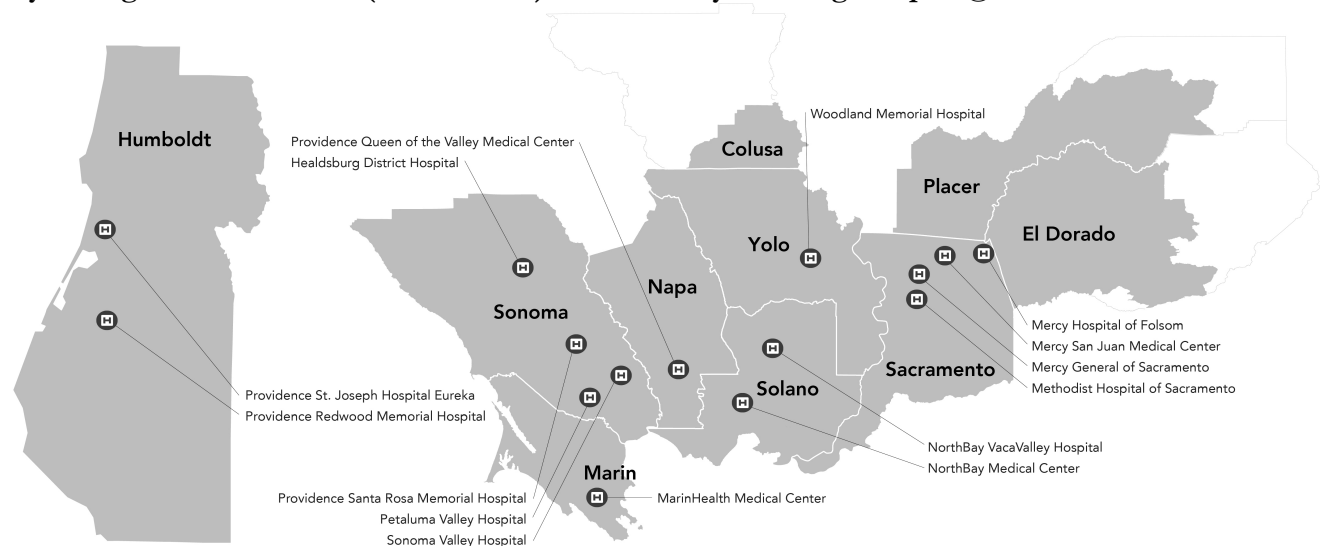 Humboldt
Providence St. Joseph Hospital Eureka
Providence Redwood Memorial Hospital
Providence Queen of the Valley Medical Center
Healdsburg District Hospital
Woodland Memorial Hospital
Colusa
Placer
El Dorado
Yolo
Napa
Sonoma
Sacramento
Solano
Marin
Mercy Hospital of Folsom
Mercy San Juan Medical Center
Mercy General of Sacramento
Methodist Hospital of Sacramento
NorthBay VacaValley Hospital
NorthBay Medical Center
Providence Santa Rosa Memorial Hospital
Petaluma Valley Hospital
Sonoma Valley Hospital
MarinHealth Medical Center